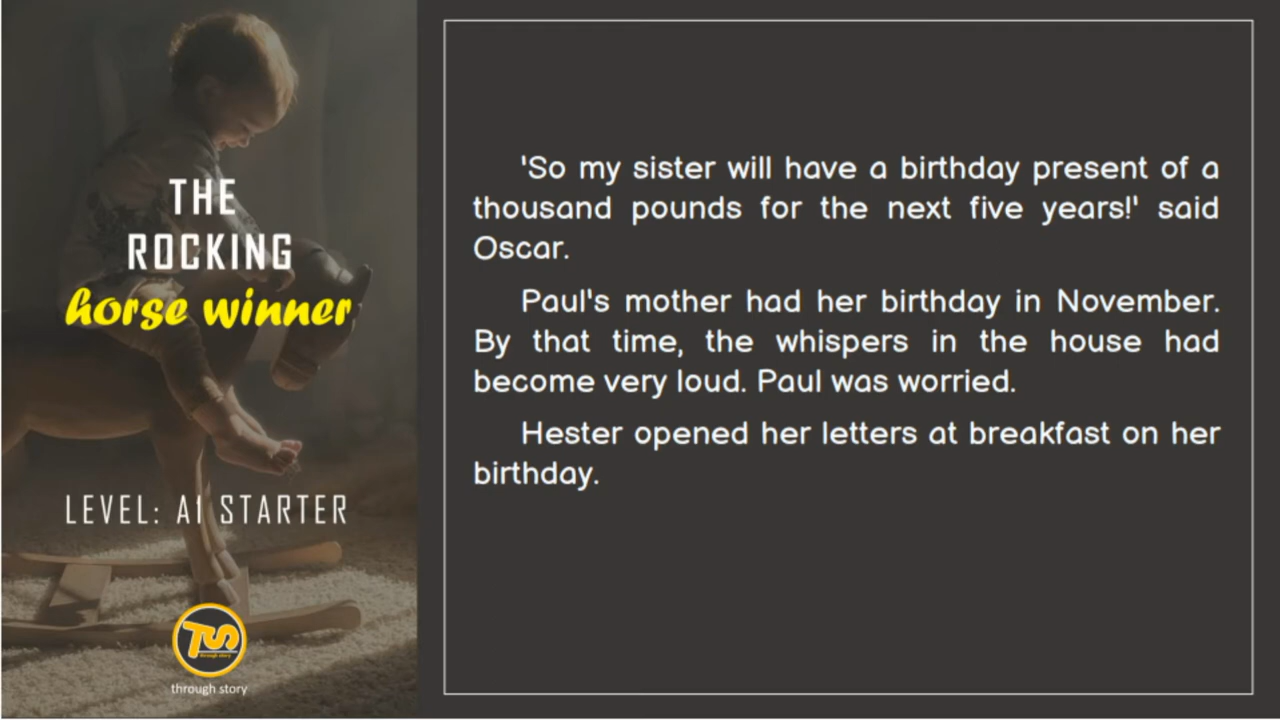 THE
ROCKING
horse winner
LEVEL: A1 STARTER
TS
through story
through story
'So my sister will have a birthday present of a
thousand pounds for the next five years!' said
Oscar.
Paul's mother had her birthday in November.
By that time, the whispers in the house had
become very loud. Paul was worried.
Hester opened her letters at breakfast on her
birthday.